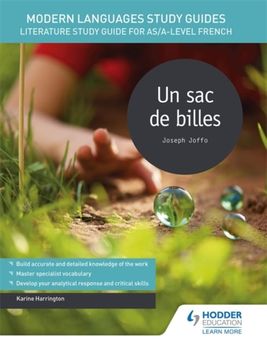 MODERN LANGUAGES STUDY GUIDES
LITERATURE STUDY GUIDE FOR AS/A-LEVEL FRENCH
Un sac
de billes
Joseph Joffo
Build accurate and detailed knowledge of the work
Master specialist vocabulary
Develop your analytical response and critical skills
Karine Harrington
HODDER
EDUCATION
LEARN MORE